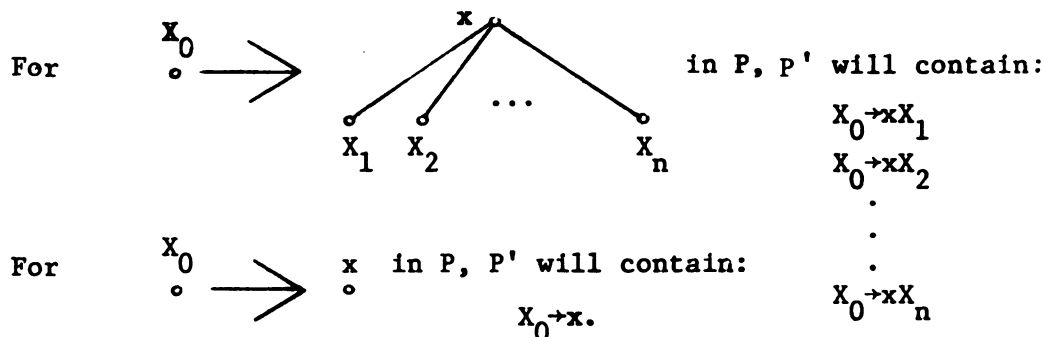 For X₀ x in P, P' will contain:
X₁ X₂ ... Xₙ
X₀→xX₁
X₀→xX₂
.
.
.
X₀→xXₙ
For X₀ x in P, P' will contain:
X₀→x.